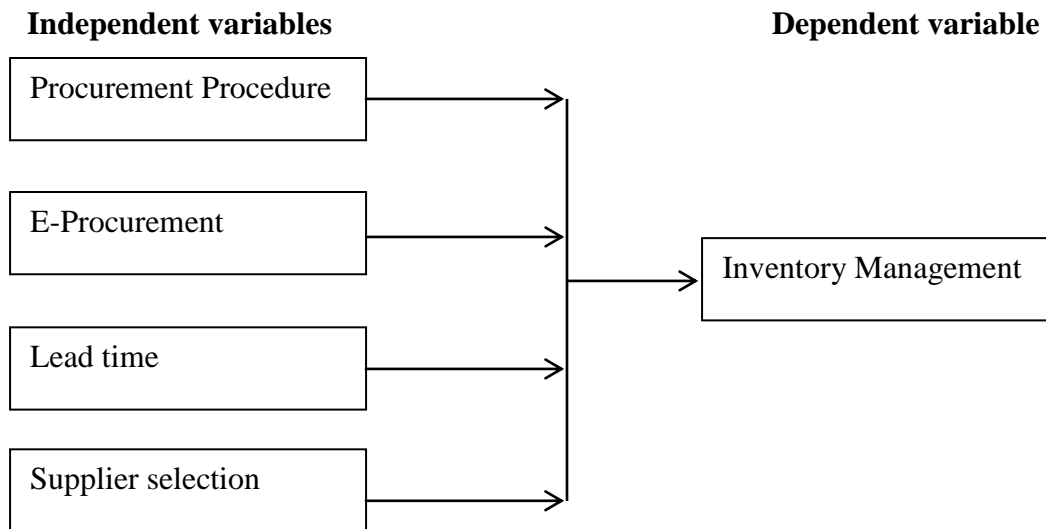 Independent variables
Dependent variable
Procurement Procedure
E-Procurement
Inventory Management
Lead time
Supplier selection